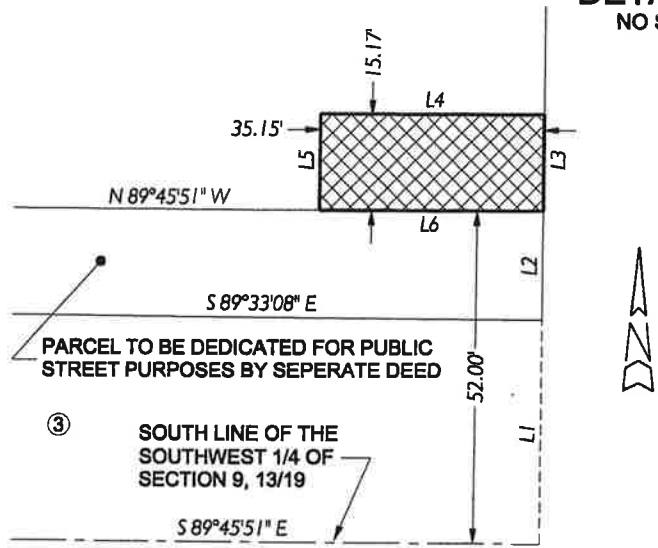 NO
15.17'
L4
35.15'
L5
L3
N 89°45'51" W
L6
L2
S 89°33'08" E
PARCEL TO BE DEDICATED FOR PUBLIC
STREET PURPOSES BY SEPERATE DEED
52.00'
L1
③
SOUTH LINE OF THE
SOUTHWEST 1/4 OF
SECTION 9, 13/19
S 89°45'51" E
N